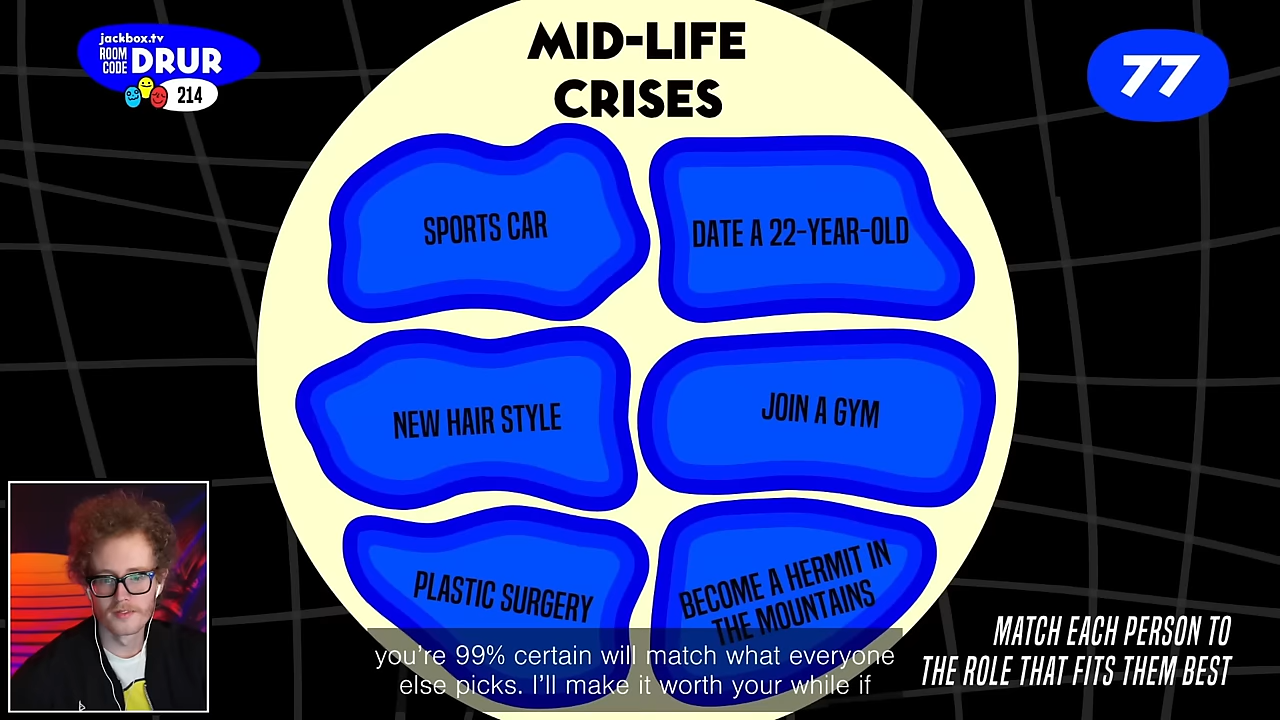 jackbox.tv
ROOM
CODE
DRUR
214
MID-LIFE
CRISES
77
SPORTS CAR
DATE A 22-YEAR-OLD
NEW HAIR STYLE
JOIN A GYM
PLASTIC SURGERY
BECOME A HERMIT IN
THE MOUNTAINS
you're 99% certain will match what everyone
else picks. I'll make it worth your while if
MATCH EACH PERSON TO
THE ROLE THAT FITS THEM BEST